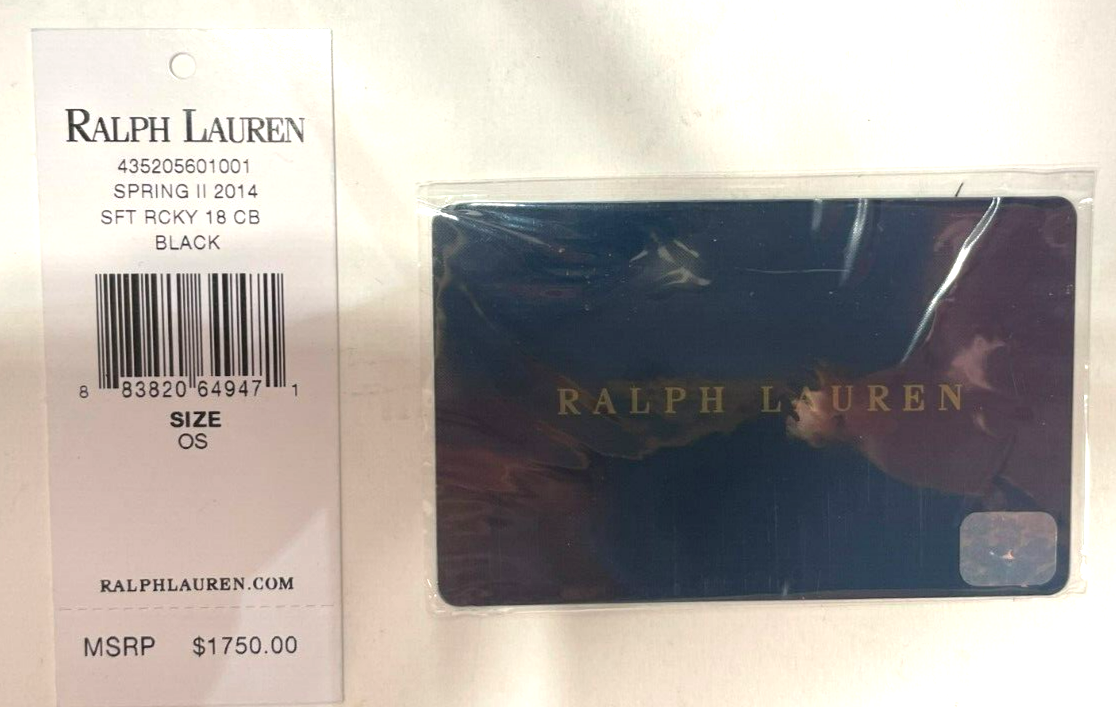 RALPH LAUREN
435205601001
SPRING II 2014
SFT RCKY 18 CB
BLACK
8 83820 64947 1
SIZE
OS
RALPHLAUREN.COM
MSRP $1750.00
RALPH LAUREN